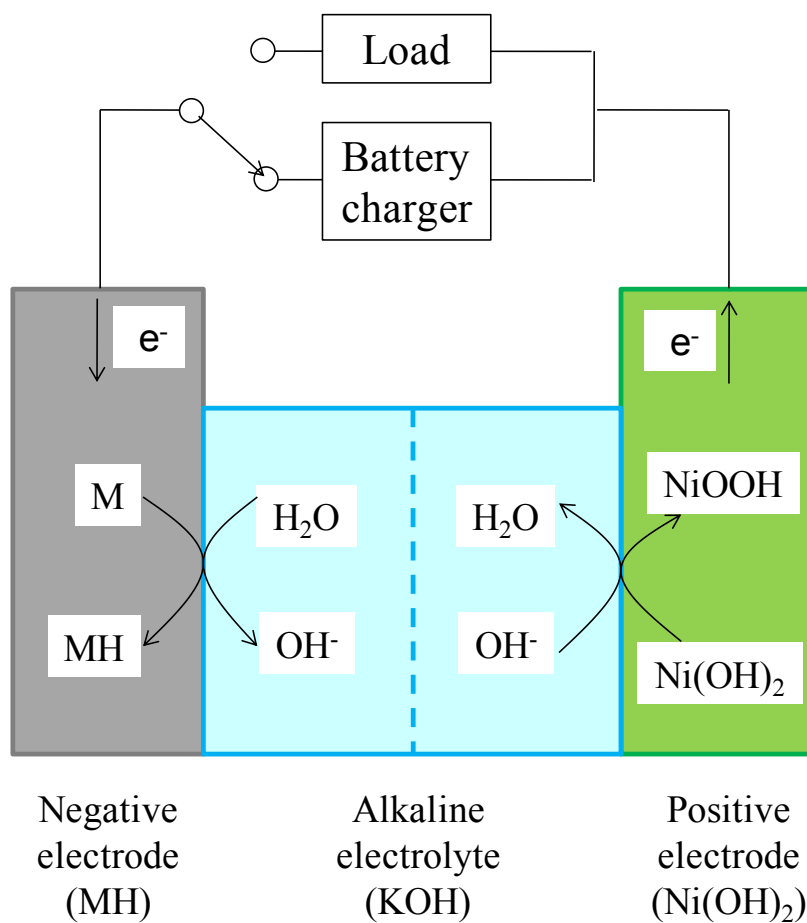 Load
Battery
charger
e⁻
e⁻
M
H₂O
H₂O
NiOOH
MH
OH⁻
OH⁻
Ni(OH)₂
Negative
electrode
(MH)
Alkaline
electrolyte
(KOH)
Positive
electrode
(Ni(OH)₂)